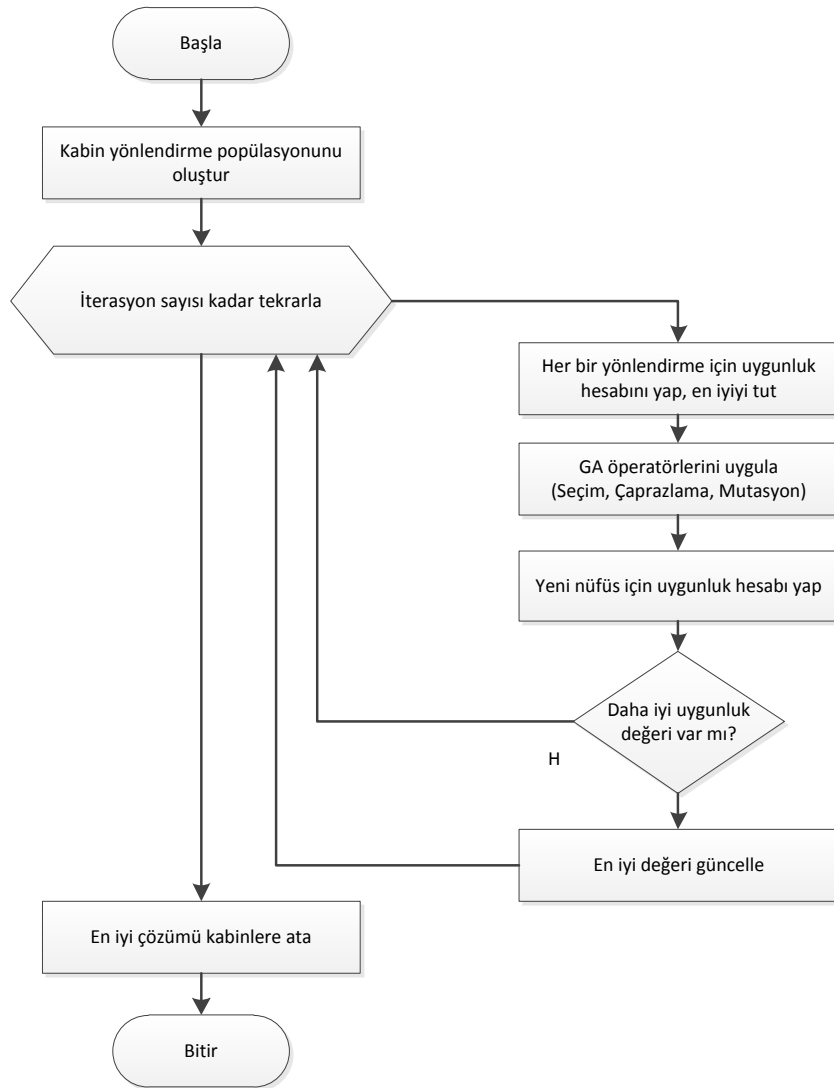 Başla
Kabin yönlendirme popülasyonunu
oluştur
İterasyon sayısı kadar tekrarla
Her bir yönlendirme için uygunluk
hesabını yap, en iyiyi tut
GA öperatörlerini uygula
(Seçim, Çaprazlama, Mutasyon)
Yeni nüfüs için uygunluk hesabı yap
Daha iyi uygunluk
değeri var mı?
H
En iyi değeri güncelle
En iyi çözümü kabinlere ata
Bitir